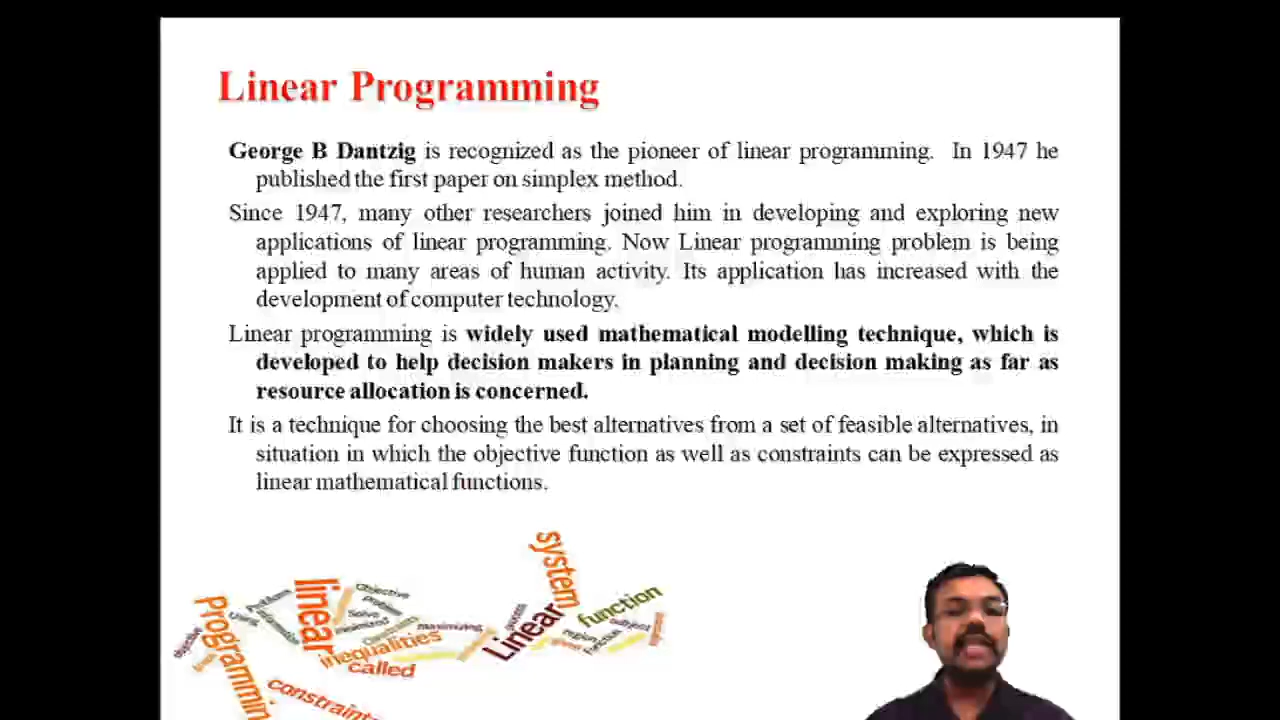 Linear Programming
George B Dantzig is recognized as the pioneer of linear programming. In 1947 he
published the first paper on simplex method.
Since 1947, many other researchers joined him in developing and exploring new
applications of linear programming. Now Linear programming problem is being
applied to many areas of human activity. Its application has increased with the
development of computer technology.
Linear programming is widely used mathematical modelling technique, which is
developed to help decision makers in planning and decision making as far as
resource allocation is concerned.
It is a technique for choosing the best alternatives from a set of feasible alternatives, in
situation in which the objective function as well as constraints can be expressed as
linear mathematical functions.
system
linear
Objective
function
Programming
Solve
Linear
maximizing
inequalities
called
constraints